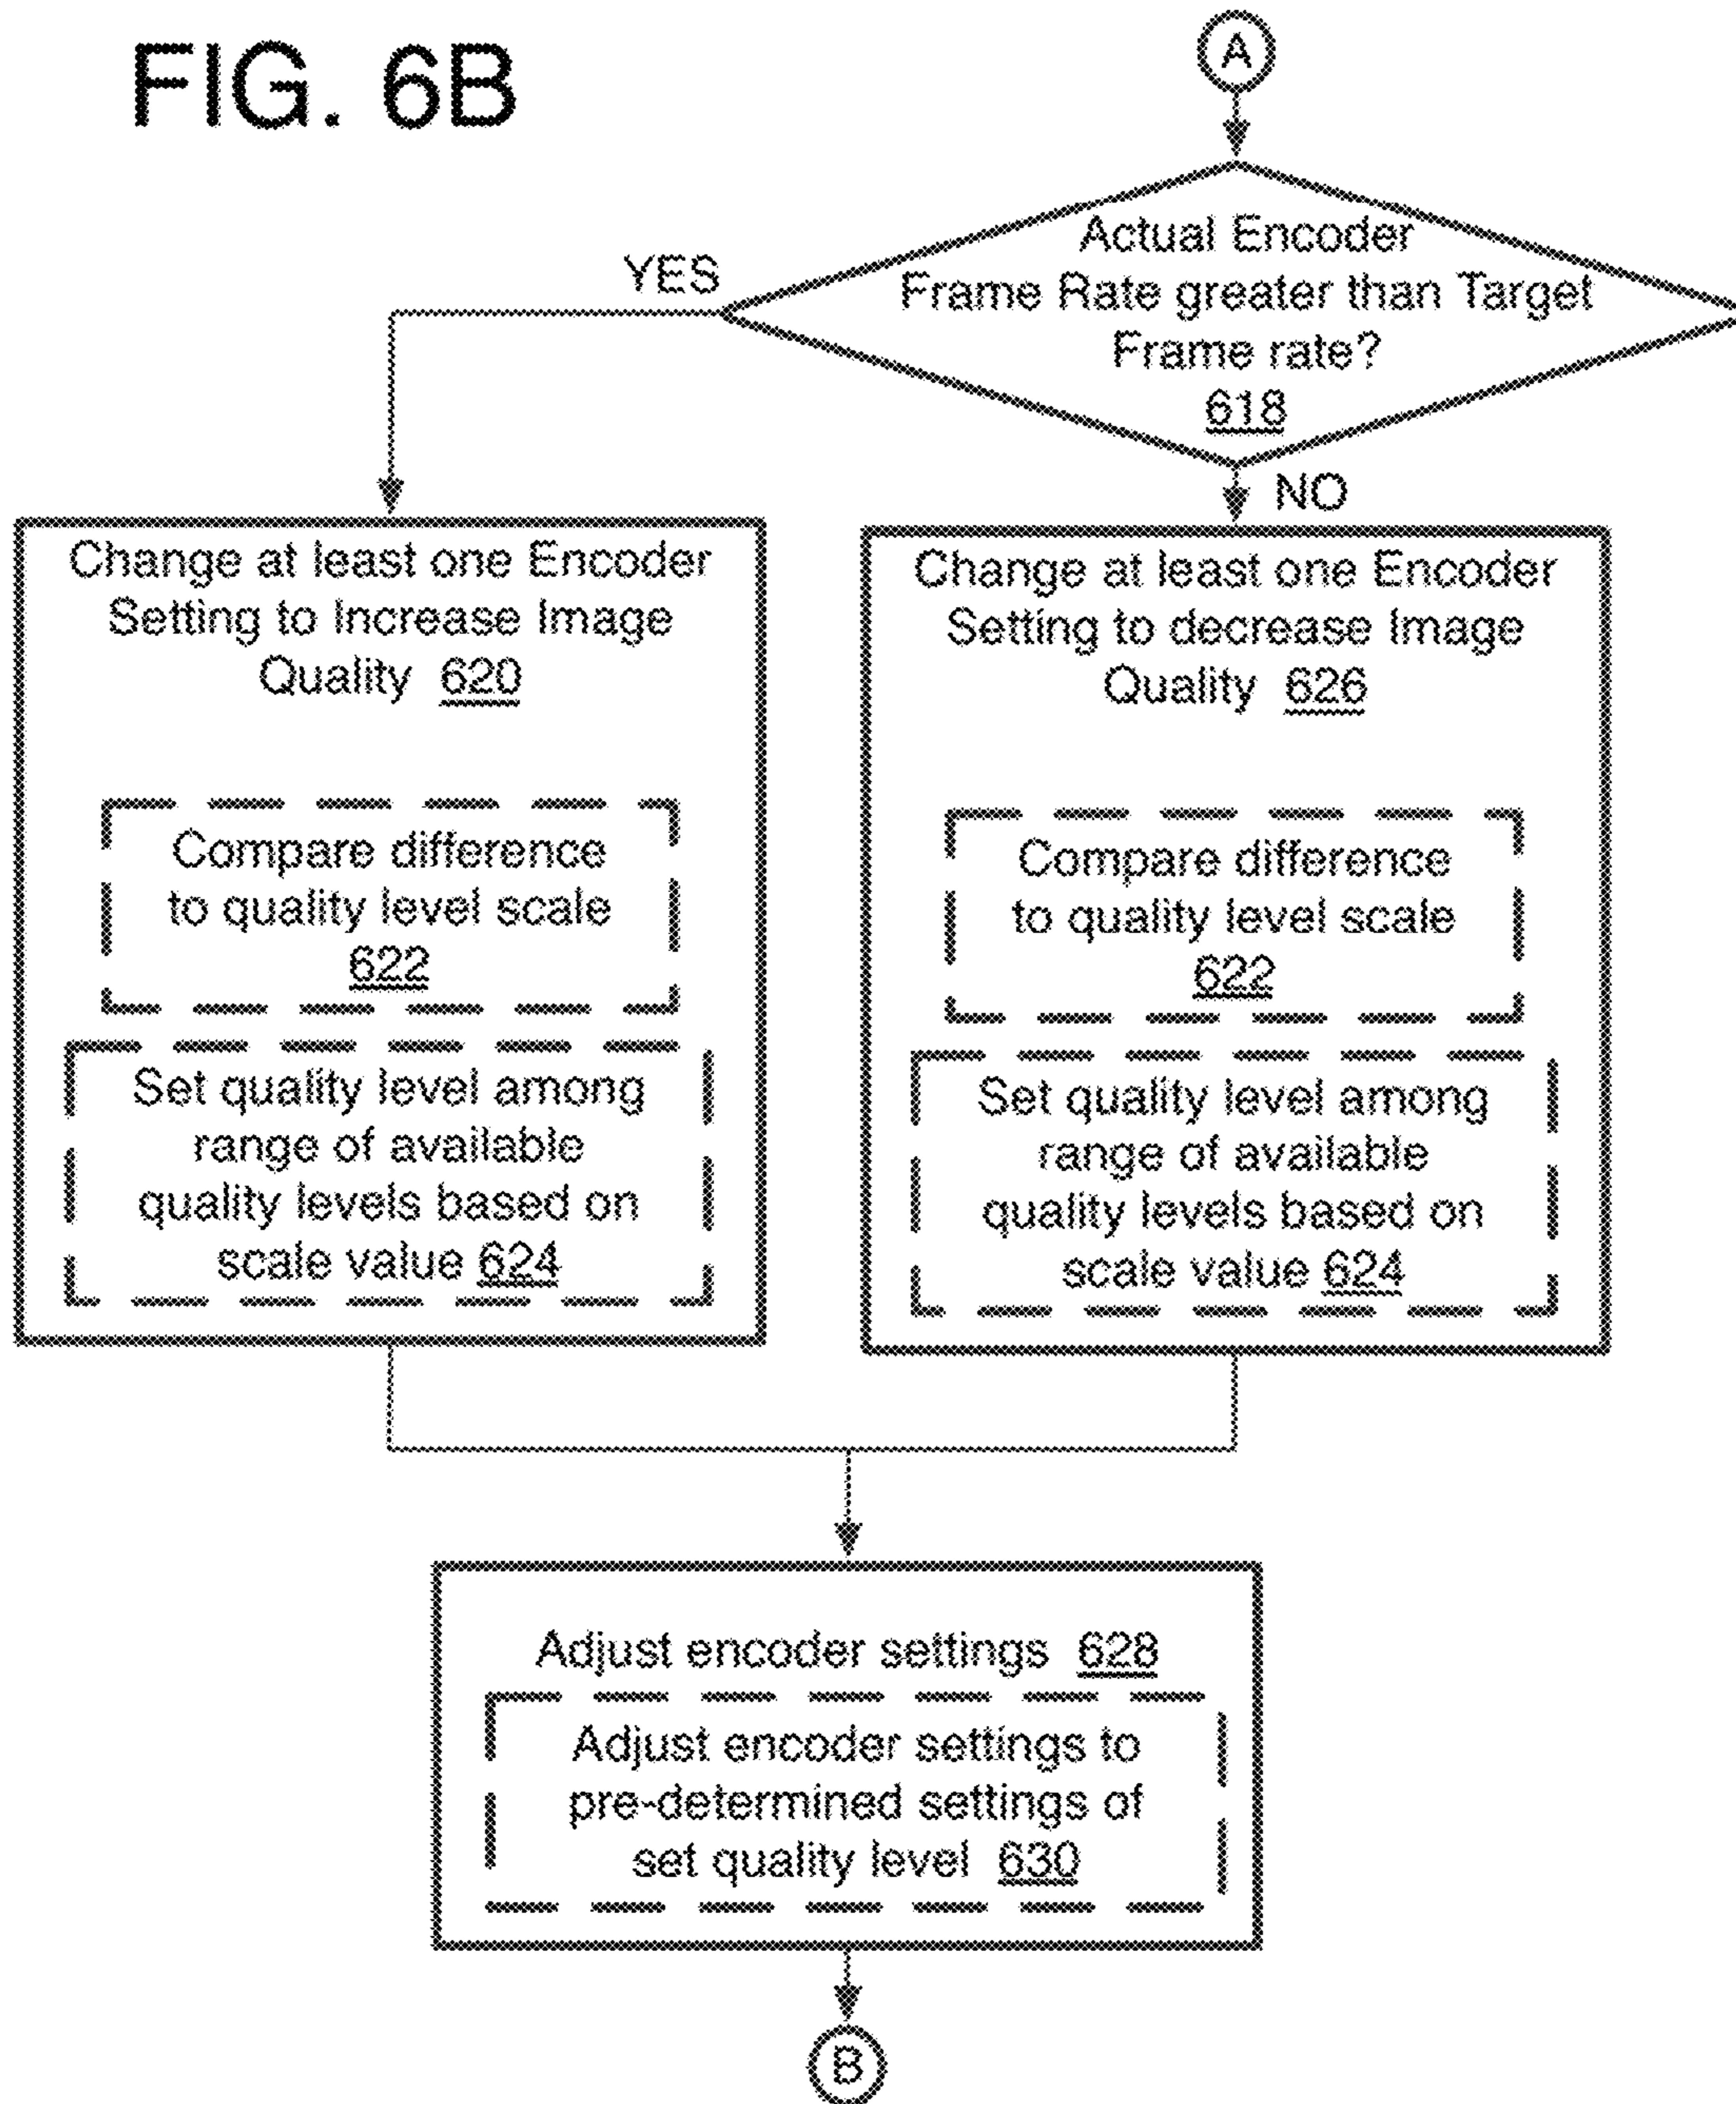 FIG. 6B
A
Actual Encoder
Frame Rate greater than Target
Frame rate?
618
YES
NO
Change at least one Encoder
Setting to Increase Image
Quality 620
Compare difference
to quality level scale
622
Set quality level among
range of available
quality levels based on
scale value 624
Change at least one Encoder
Setting to decrease Image
Quality 626
Compare difference
to quality level scale
622
Set quality level among
range of available
quality levels based on
scale value 624
Adjust encoder settings 628
Adjust encoder settings to
pre-determined settings of
set quality level 630
B